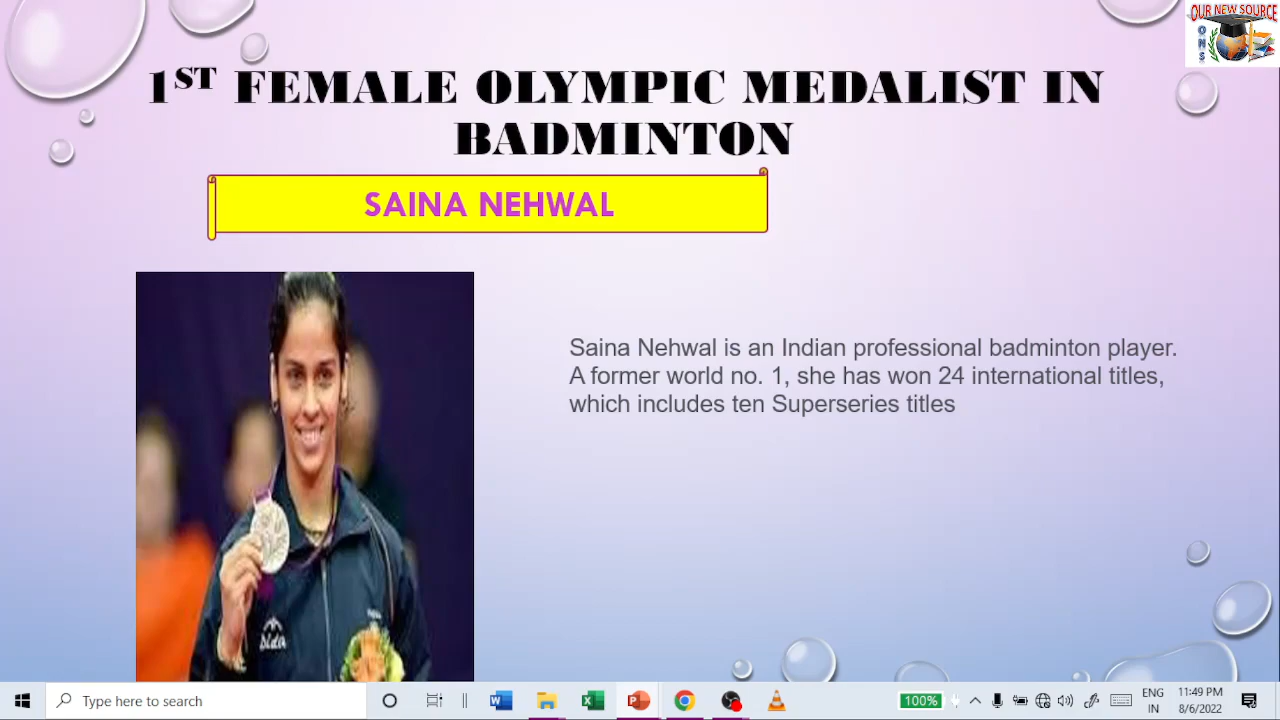 OUR NEW SOURCE
ONS
1ST FEMALE OLYMPIC MEDALIST IN
BADMINTON
SAINA NEHWAL
Saina Nehwal is an Indian professional badminton player.
A former world no. 1, she has won 24 international titles,
which includes ten Superseries titles
Type here to search
100%
ENG
IN
11:49 PM
8/6/2022